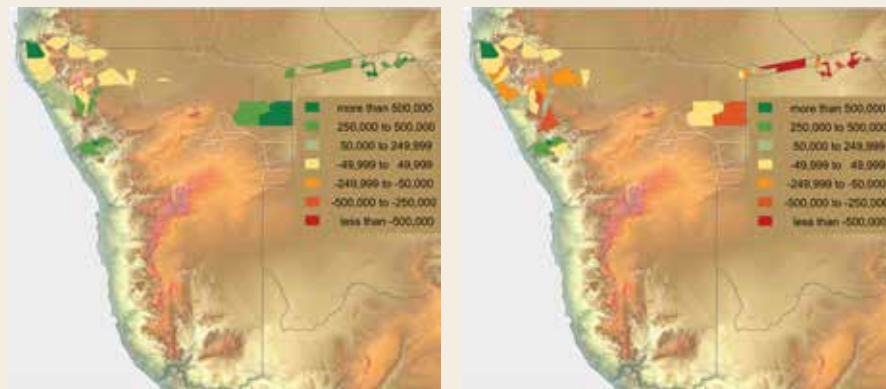 more than 500,000
250,000 to 500,000
50,000 to 249,999
-49,999 to 49,999
-249,999 to -50,000
-500,000 to -250,000
less than -500,000
more than 500,000
250,000 to 500,000
50,000 to 249,999
-49,999 to 49,999
-249,999 to -50,000
-500,000 to -250,000
less than -500,000